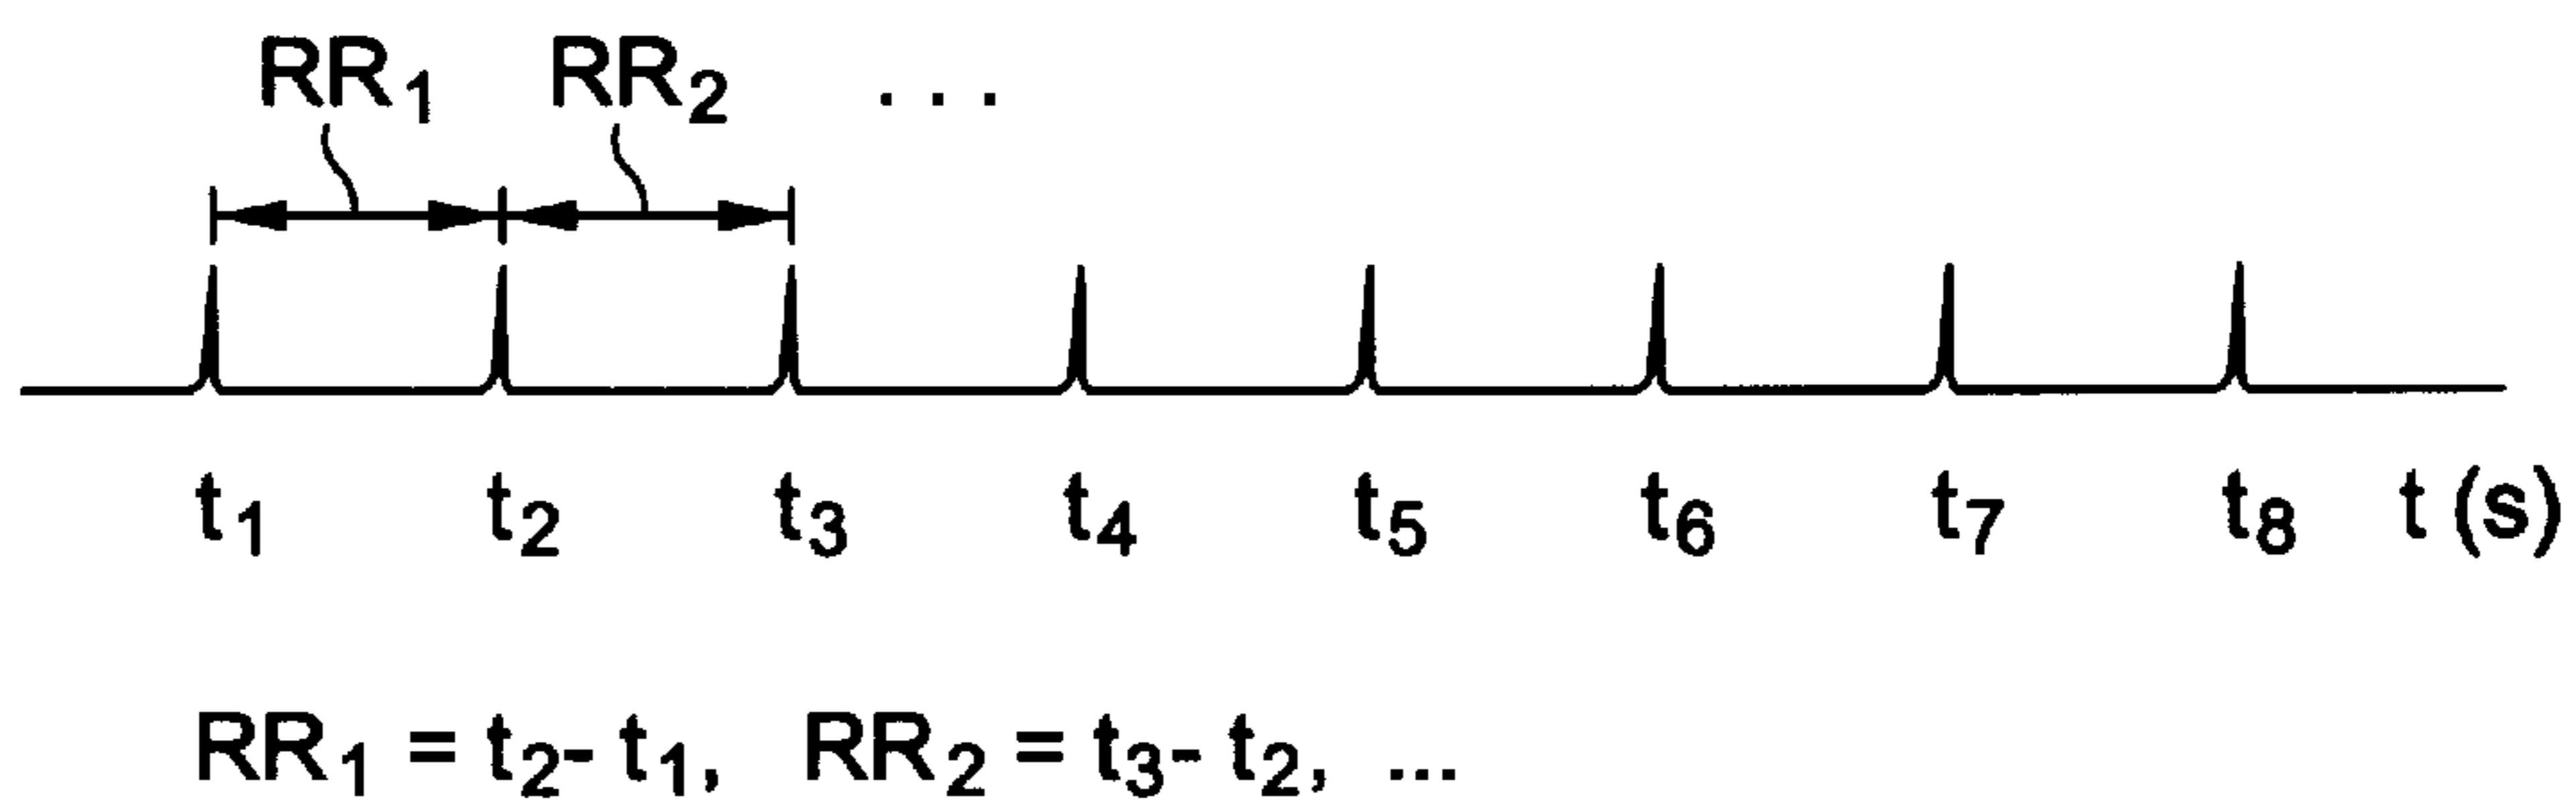 RR1 RR2 ...
t1 t2 t3 t4 t5 t6 t7 t8 t (s)
RR1 = t2- t1, RR2 = t3- t2, ...